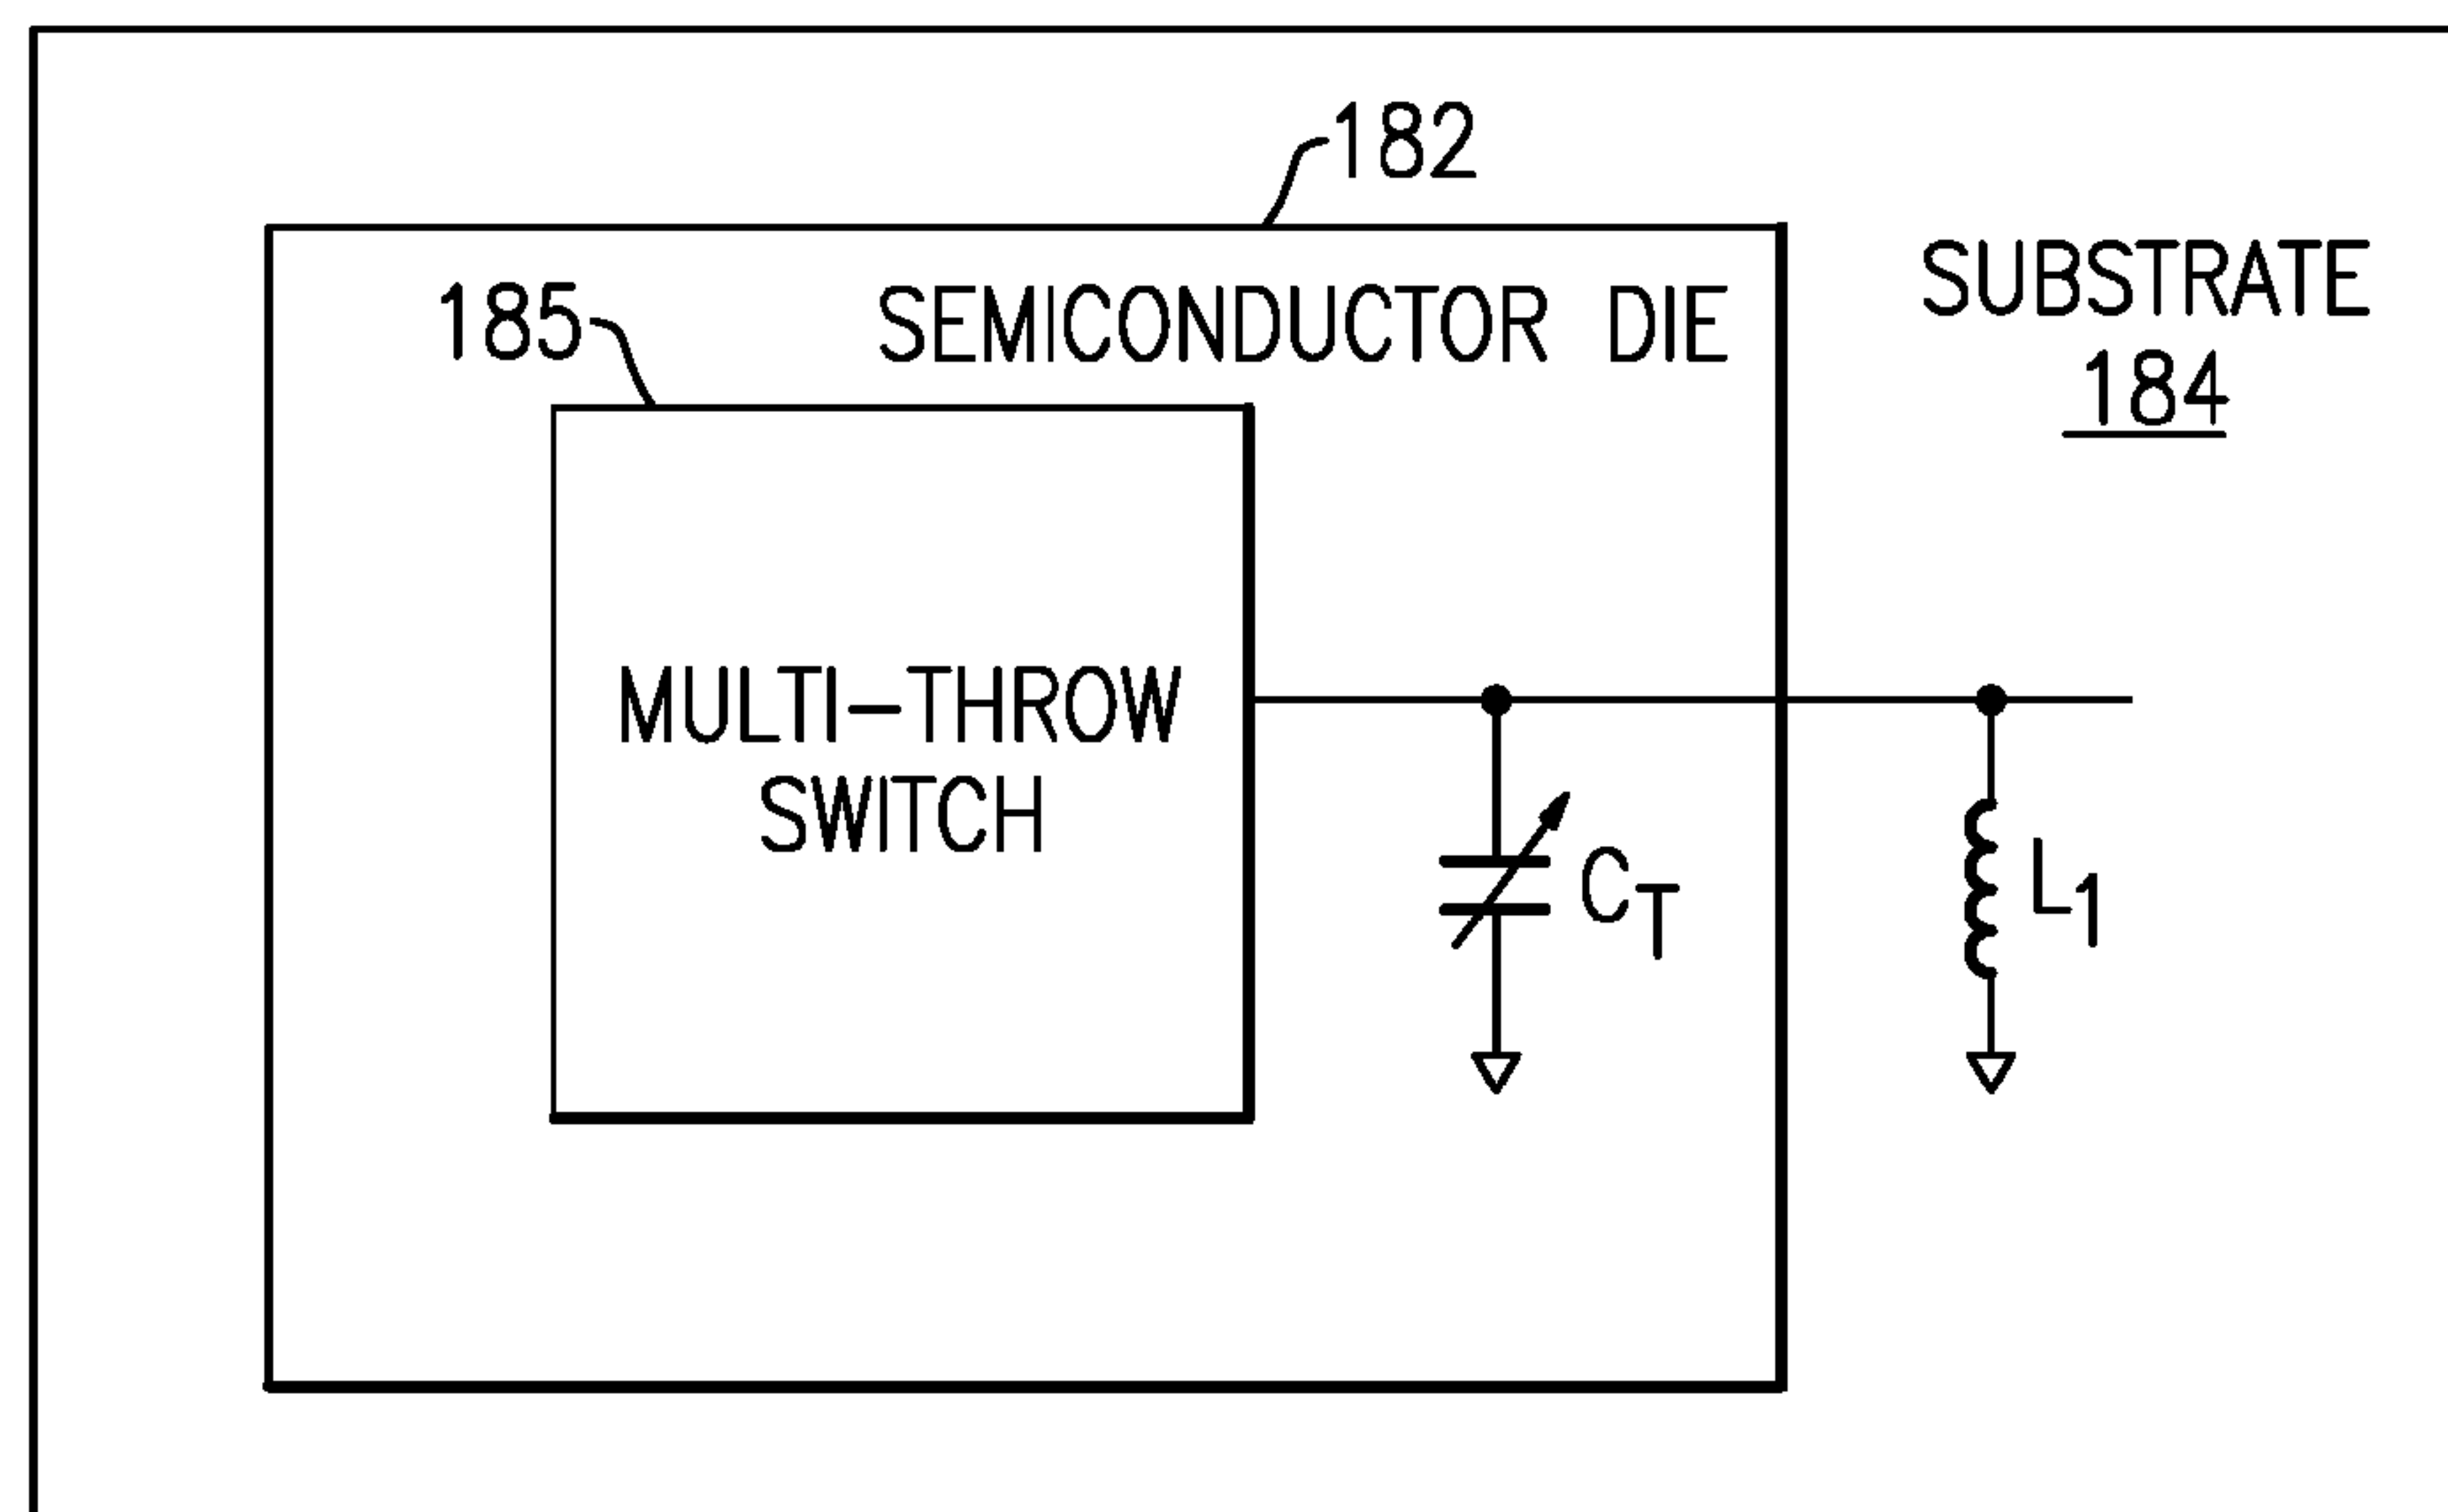 182
SUBSTRATE
184
185
SEMICONDUCTOR DIE
MULTI-THROW
SWITCH
CT
L1